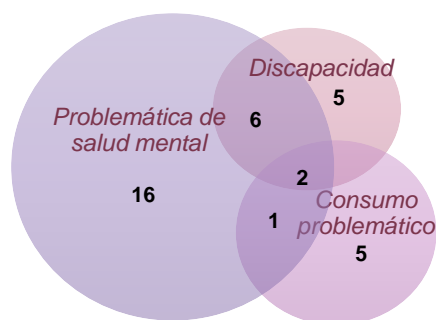 Discapacidad
5
6
Problemática de
salud mental
16
2
Consumo
problemático
1
5